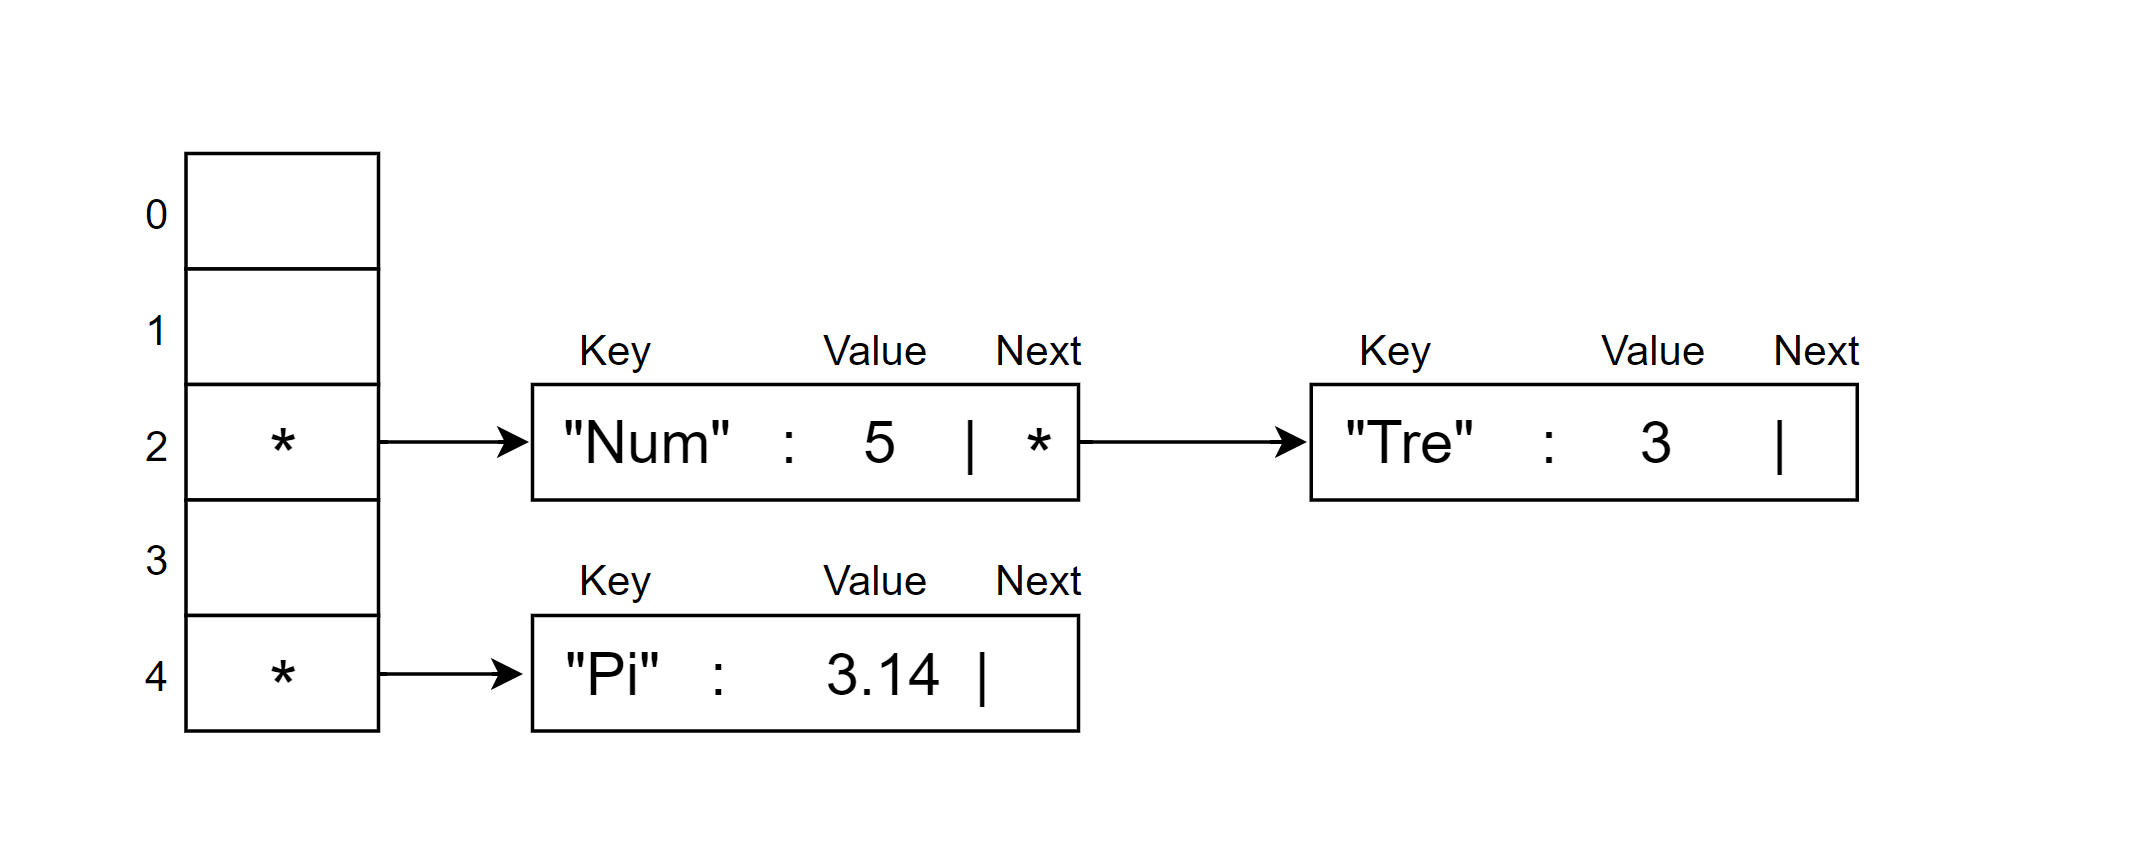 0
1
Key Value Next Key Value Next
2 * "Num" : 5 | * "Tre" : 3 |
3
Key Value Next
4 * "Pi" : 3.14 |